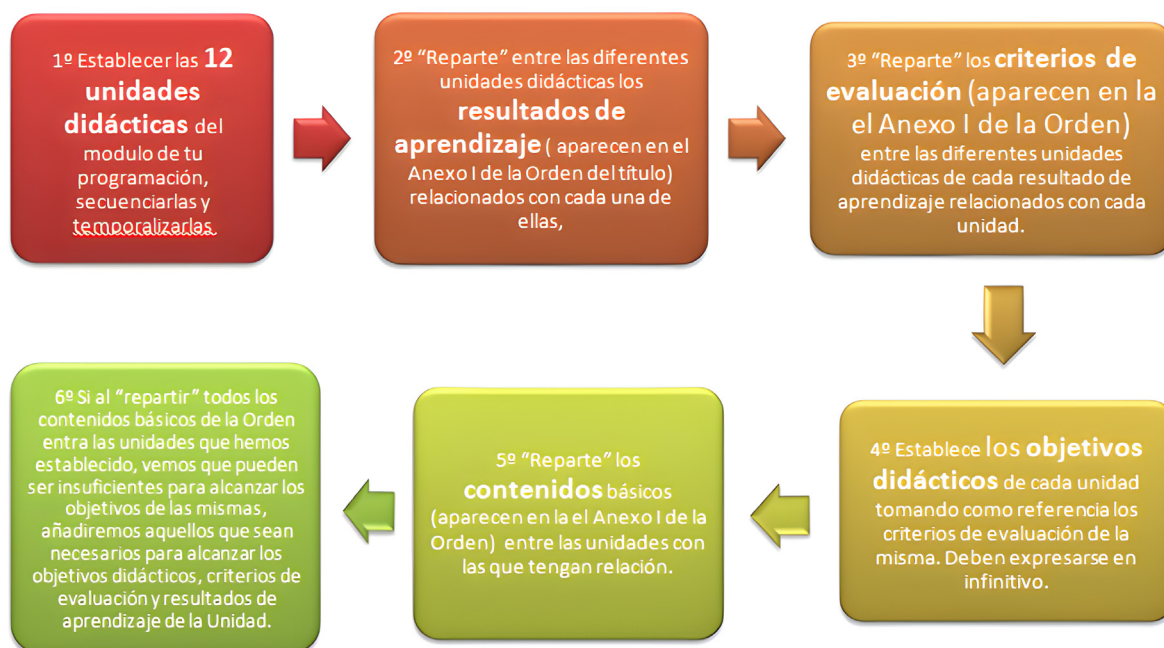 1º Establecer las 12
unidades
didácticas del
modulo de tu
programación,
secuenciarlas y
temporalizarlas
2º “Reparte” entre las diferentes
unidades didácticas los
resultados de
aprendizaje ( aparecen en el
Anexo I de la Orden del título)
relacionados con cada una de
ellas,
3º “Reparte” los criterios de
evaluación (aparecen en la
el Anexo I de la Orden)
entre las diferentes unidades
didácticas de cada resultado de
aprendizaje relacionados con cada
unidad.
4º Establece los objetivos
didácticos de cada unidad
tomando como referencia los
criterios de evaluación de la
misma. Deben expresarse en
infinitivo.
5º “Reparte” los
contenidos básicos
(aparecen en la el Anexo I de la
Orden) entre las unidades con
las que tengan relación.
6º Si al “repartir” todos los
contenidos básicos de la Orden
entra las unidades que hemos
establecido, vemos que pueden
ser insuficientes para alcanzar los
objetivos de las mismas,
añadiremos aquellos que sean
necesarios para alcanzar los
objetivos didácticos, criterios de
evaluación y resultados de
aprendizaje de la Unidad.